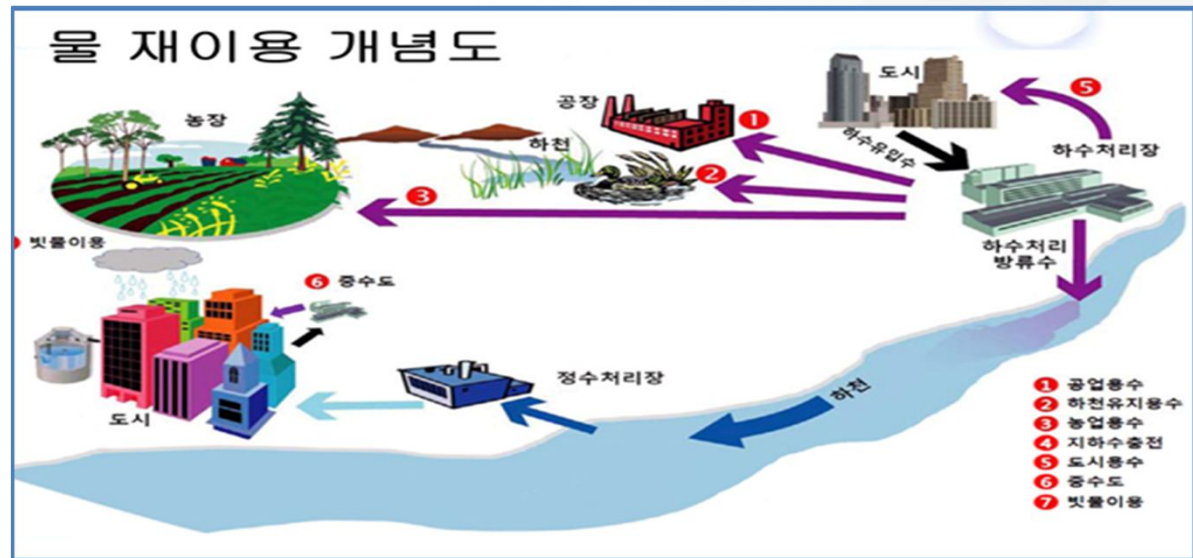 물 재이용 개념도
도시
5
공장
1
농장
하천
하수유입수
하수처리장
2
3
하수처리
방류수
빗물이용
6 중수도
정수처리장
도시
하천
1 공업용수
2 하천유지용수
3 농업용수
4 지하수충전
5 도시용수
6 중수도
7 빗물이용